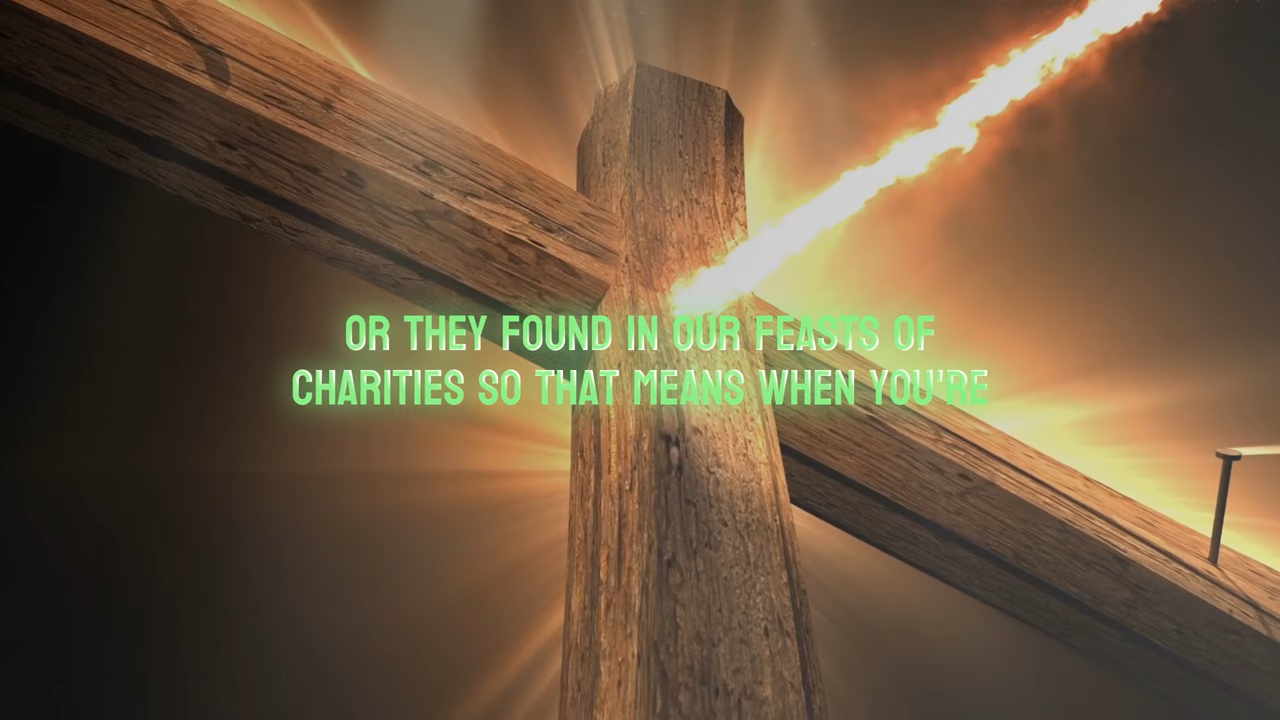 OR THEY FOUND IN OUR FEASTS OF
CHARITIES SO THAT MEANS WHEN YOU'RE